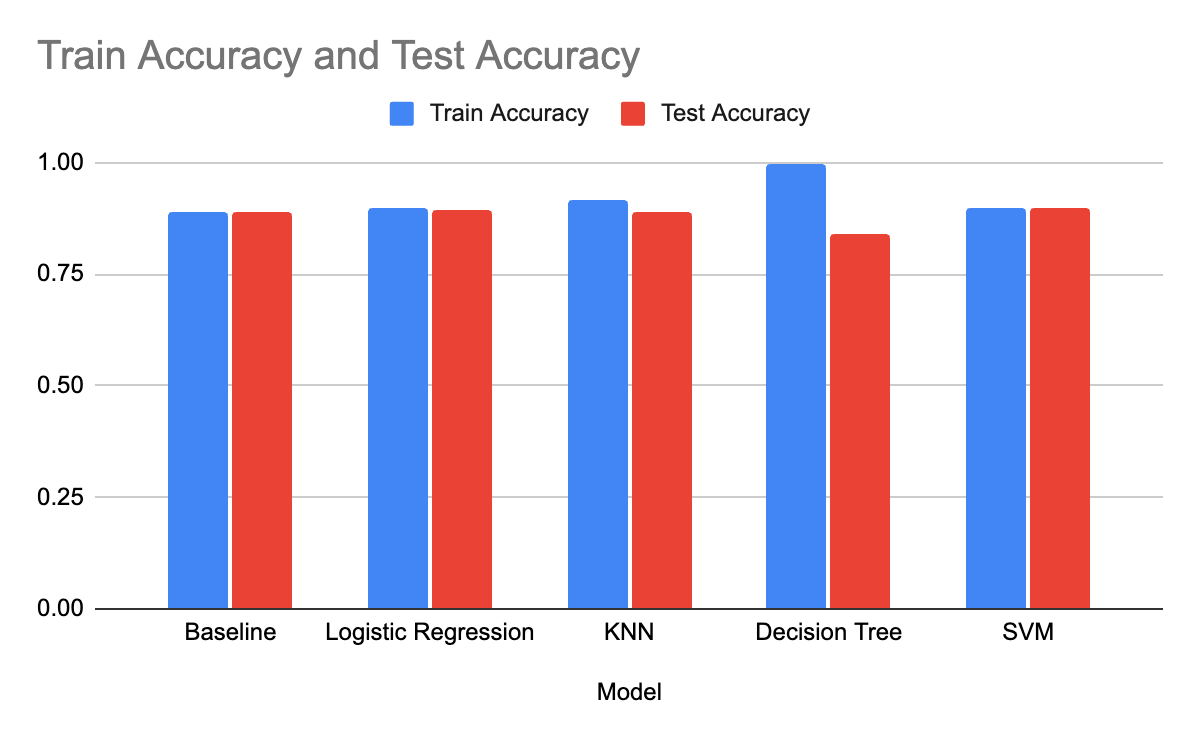 Train Accuracy and Test Accuracy
Train Accuracy Test Accuracy
1.00
0.75
0.50
0.25
0.00
Baseline Logistic Regression KNN Decision Tree SVM
Model